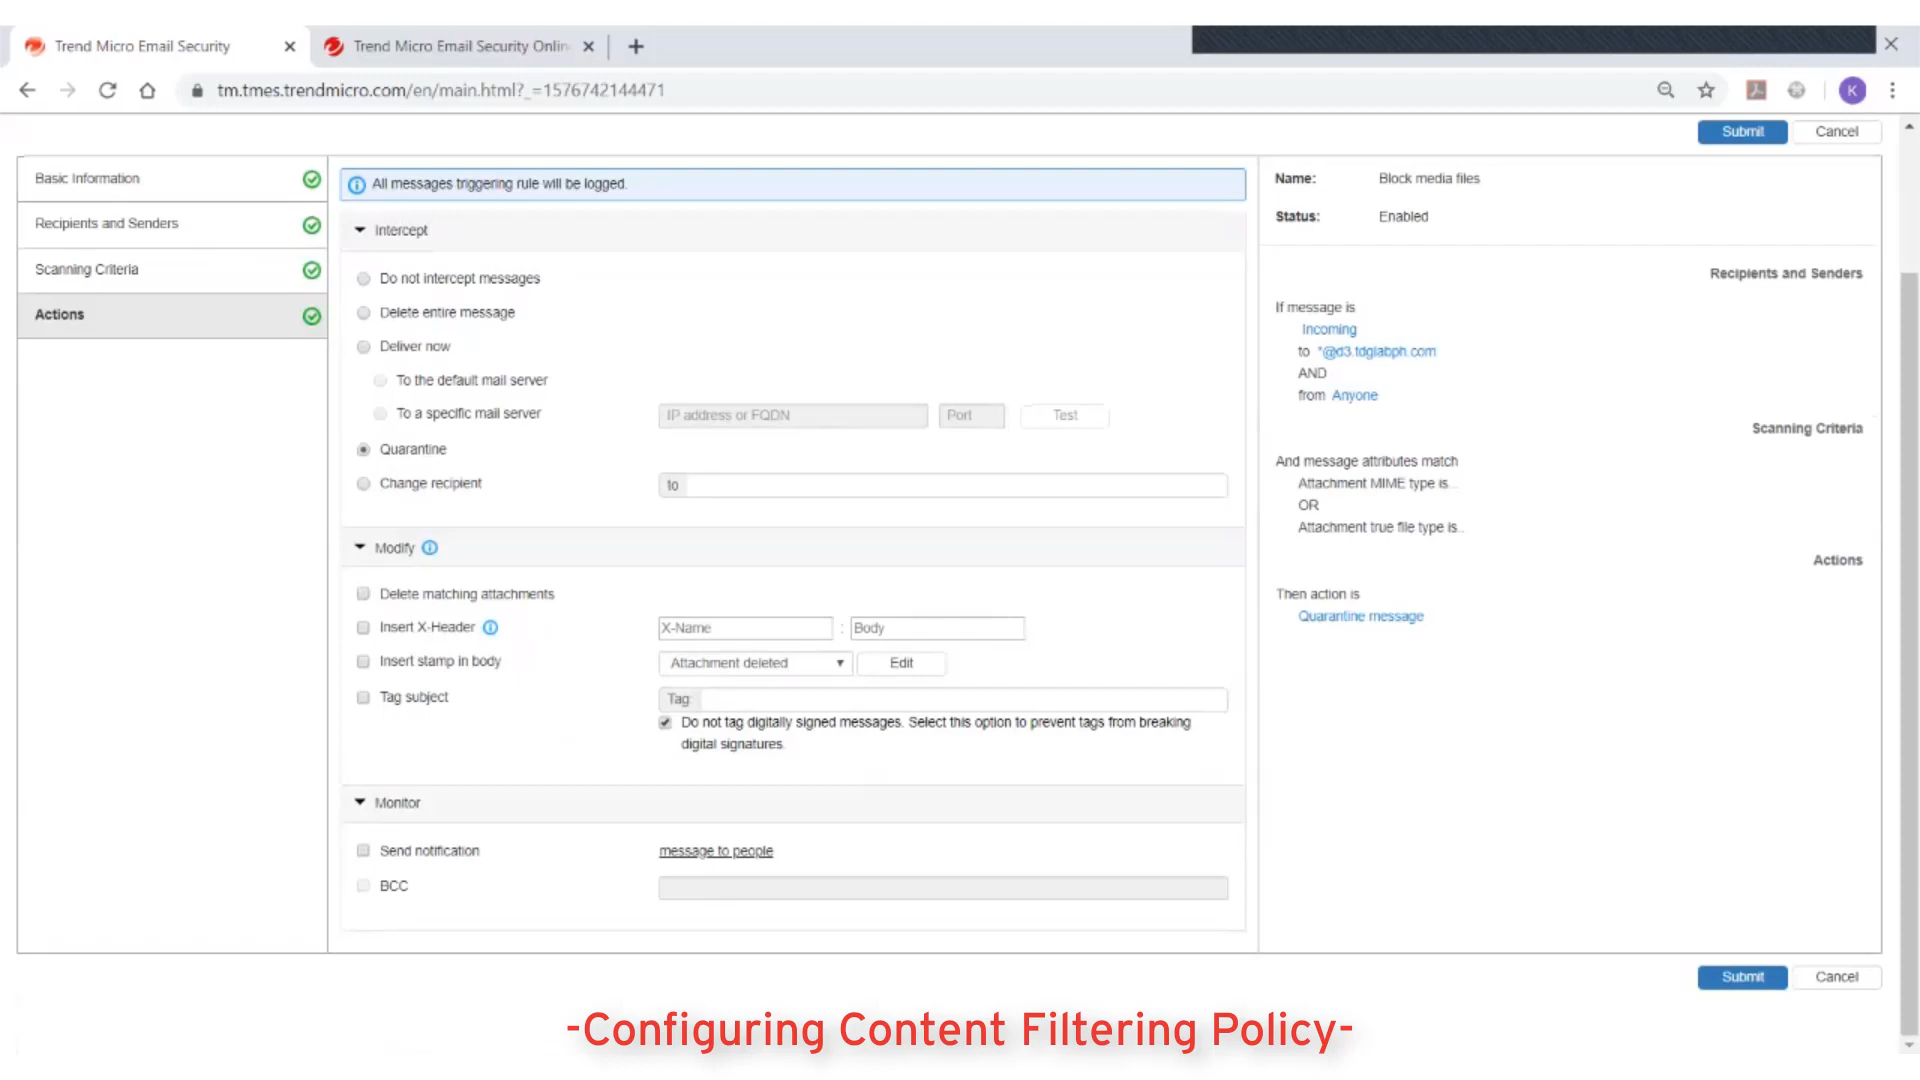 Trend Micro Email Security
Trend Micro Email Security Onlin
tm.tmes.trendmicro.com/en/main.html?_=1576742144471
K
Submit
Cancel
Basic Information
Recipients and Senders
Scanning Criteria
Actions
All messages triggering rule will be logged.
Intercept
Do not intercept messages
Delete entire message
Deliver now
To the default mail server
To a specific mail server
IP address or FQDN
Port
Test
Quarantine
Change recipient
to
Modify
Delete matching attachments
Insert X-Header
X-Name
:
Body
Insert stamp in body
Attachment deleted
Edit
Tag subject
Tag:
Do not tag digitally signed messages. Select this option to prevent tags from breaking
digital signatures.
Monitor
Send notification
message to people
BCC
Name: Block media files
Status: Enabled
Recipients and Senders
If message is
Incoming
to *@d3.tdglabph.com
AND
from Anyone
Scanning Criteria
And message attributes match
Attachment MIME type is...
OR
Attachment true file type is...
Actions
Then action is
Quarantine message
Submit
Cancel
-Configuring Content Filtering Policy-